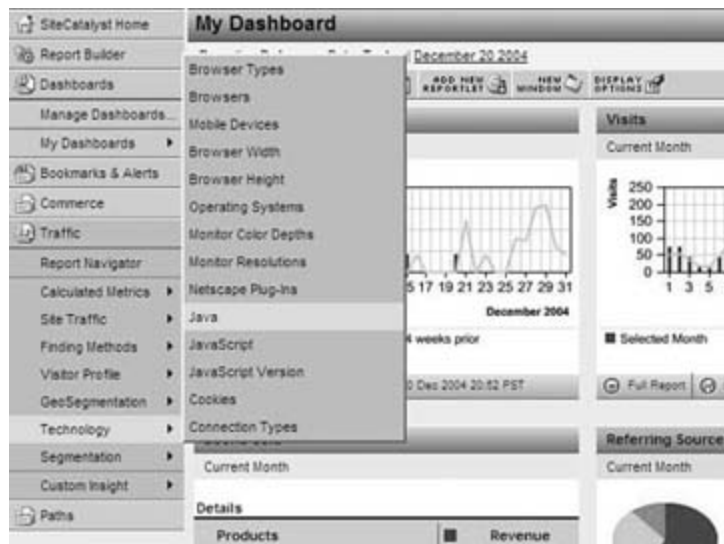 SiteCatalyst Home
Report Builder
Dashboards
Manage Dashboards...
My Dashboards
Bookmarks & Alerts
Commerce
Traffic
Report Navigator
Calculated Metrics
Site Traffic
Finding Methods
Visitor Profile
GeoSegmentation
Technology
Segmentation
Custom Insight
Paths
Browser Types
Browsers
Mobile Devices
Browser Width
Browser Height
Operating Systems
Monitor Color Depths
Monitor Resolutions
Netscape Plug-Ins
Java
JavaScript
JavaScript Version
Cookies
Connection Types
My Dashboard
December 20 2004
ADD NEW REPORTLET
NEW WINDOW
DISPLAY OPTIONS
5 17 19 21 23 25 27 29 31
December 2004
4 weeks prior
0 Dec 2004 20:52 PST
Current Month
Details
Products Revenue
Visits
Current Month
Visits
250
200
150
100
50
0
1 3 5
Selected Month
Full Report
Referring Source
Current Month